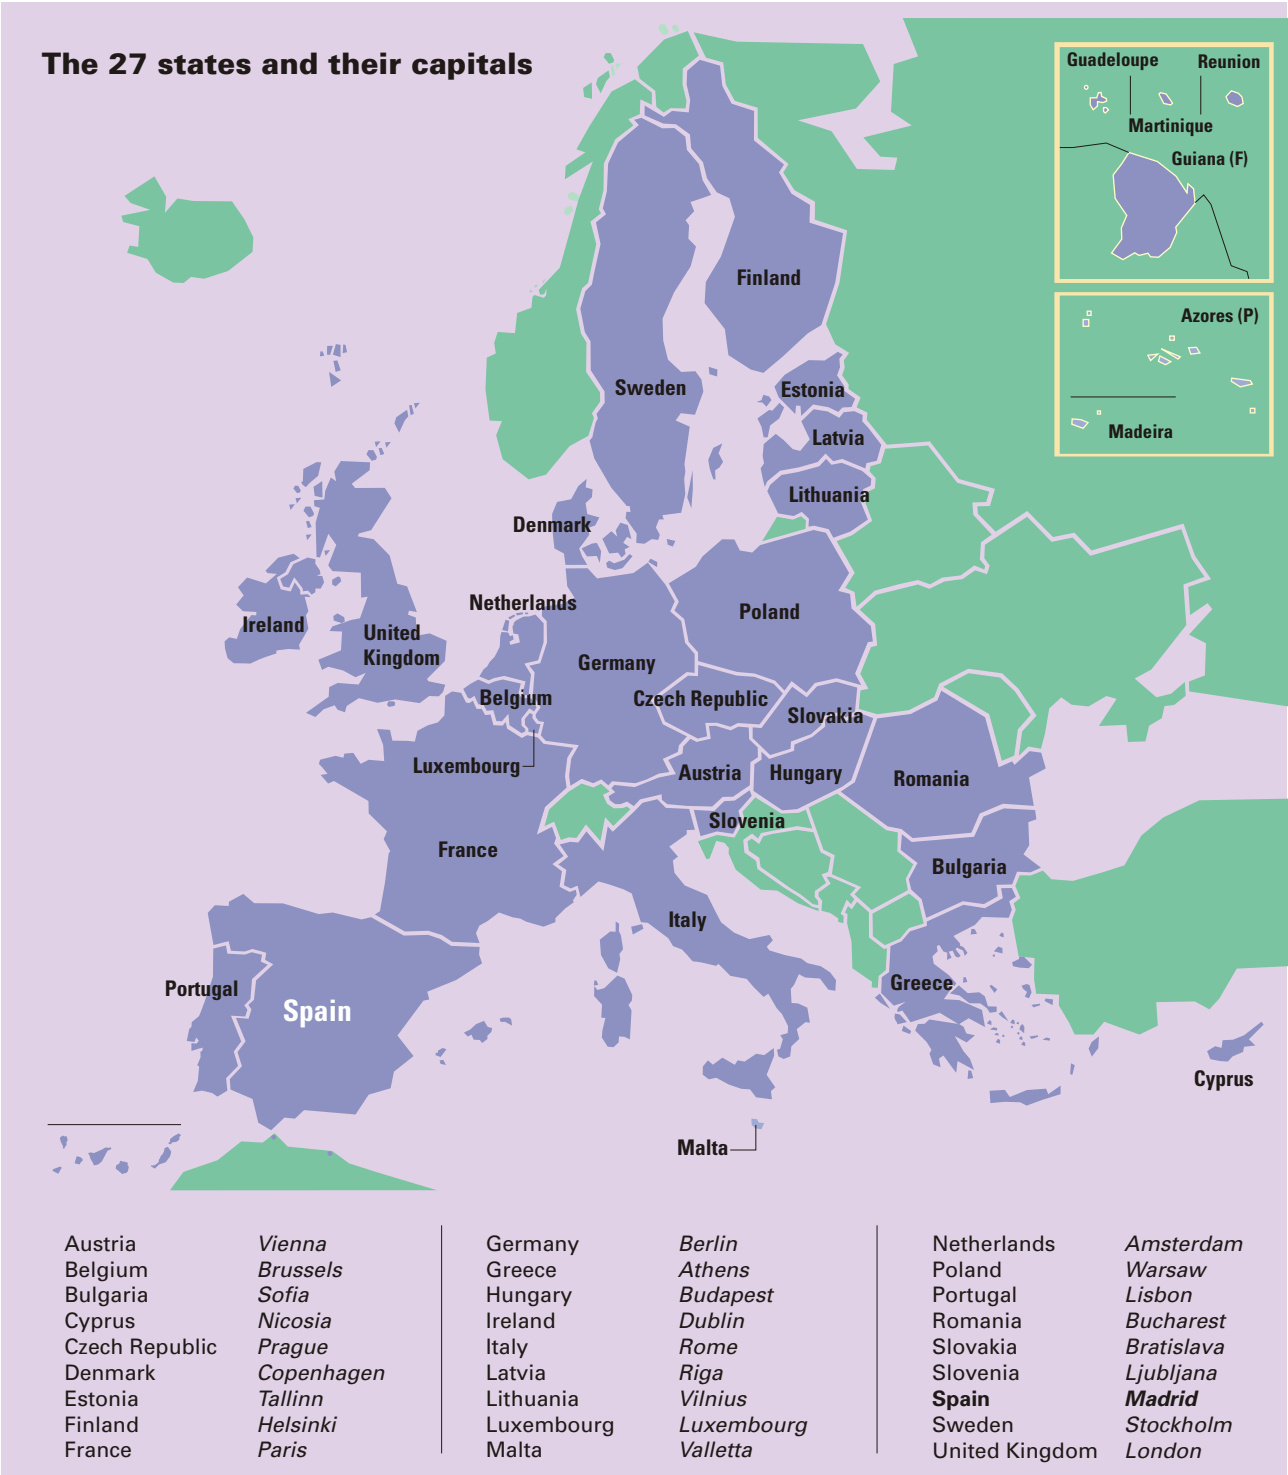 The 27 states and their capitals
Guadeloupe
Reunion
Martinique
Guiana (F)
Azores (P)
Madeira
Finland
Sweden
Estonia
Latvia
Lithuania
Denmark
Netherlands
Ireland
United
Kingdom
Poland
Germany
Belgium
Czech Republic
Slovakia
Luxembourg
Austria
Hungary
Romania
Slovenia
France
Bulgaria
Italy
Portugal
Spain
Greece
Cyprus
Malta
Austria Vienna
Belgium Brussels
Bulgaria Sofia
Cyprus Nicosia
Czech Republic Prague
Denmark Copenhagen
Estonia Tallinn
Finland Helsinki
France Paris
Germany Berlin
Greece Athens
Hungary Budapest
Ireland Dublin
Italy Rome
Latvia Riga
Lithuania Vilnius
Luxembourg Luxembourg
Malta Valletta
Netherlands Amsterdam
Poland Warsaw
Portugal Lisbon
Romania Bucharest
Slovakia Bratislava
Slovenia Ljubljana
Spain Madrid
Sweden Stockholm
United Kingdom London